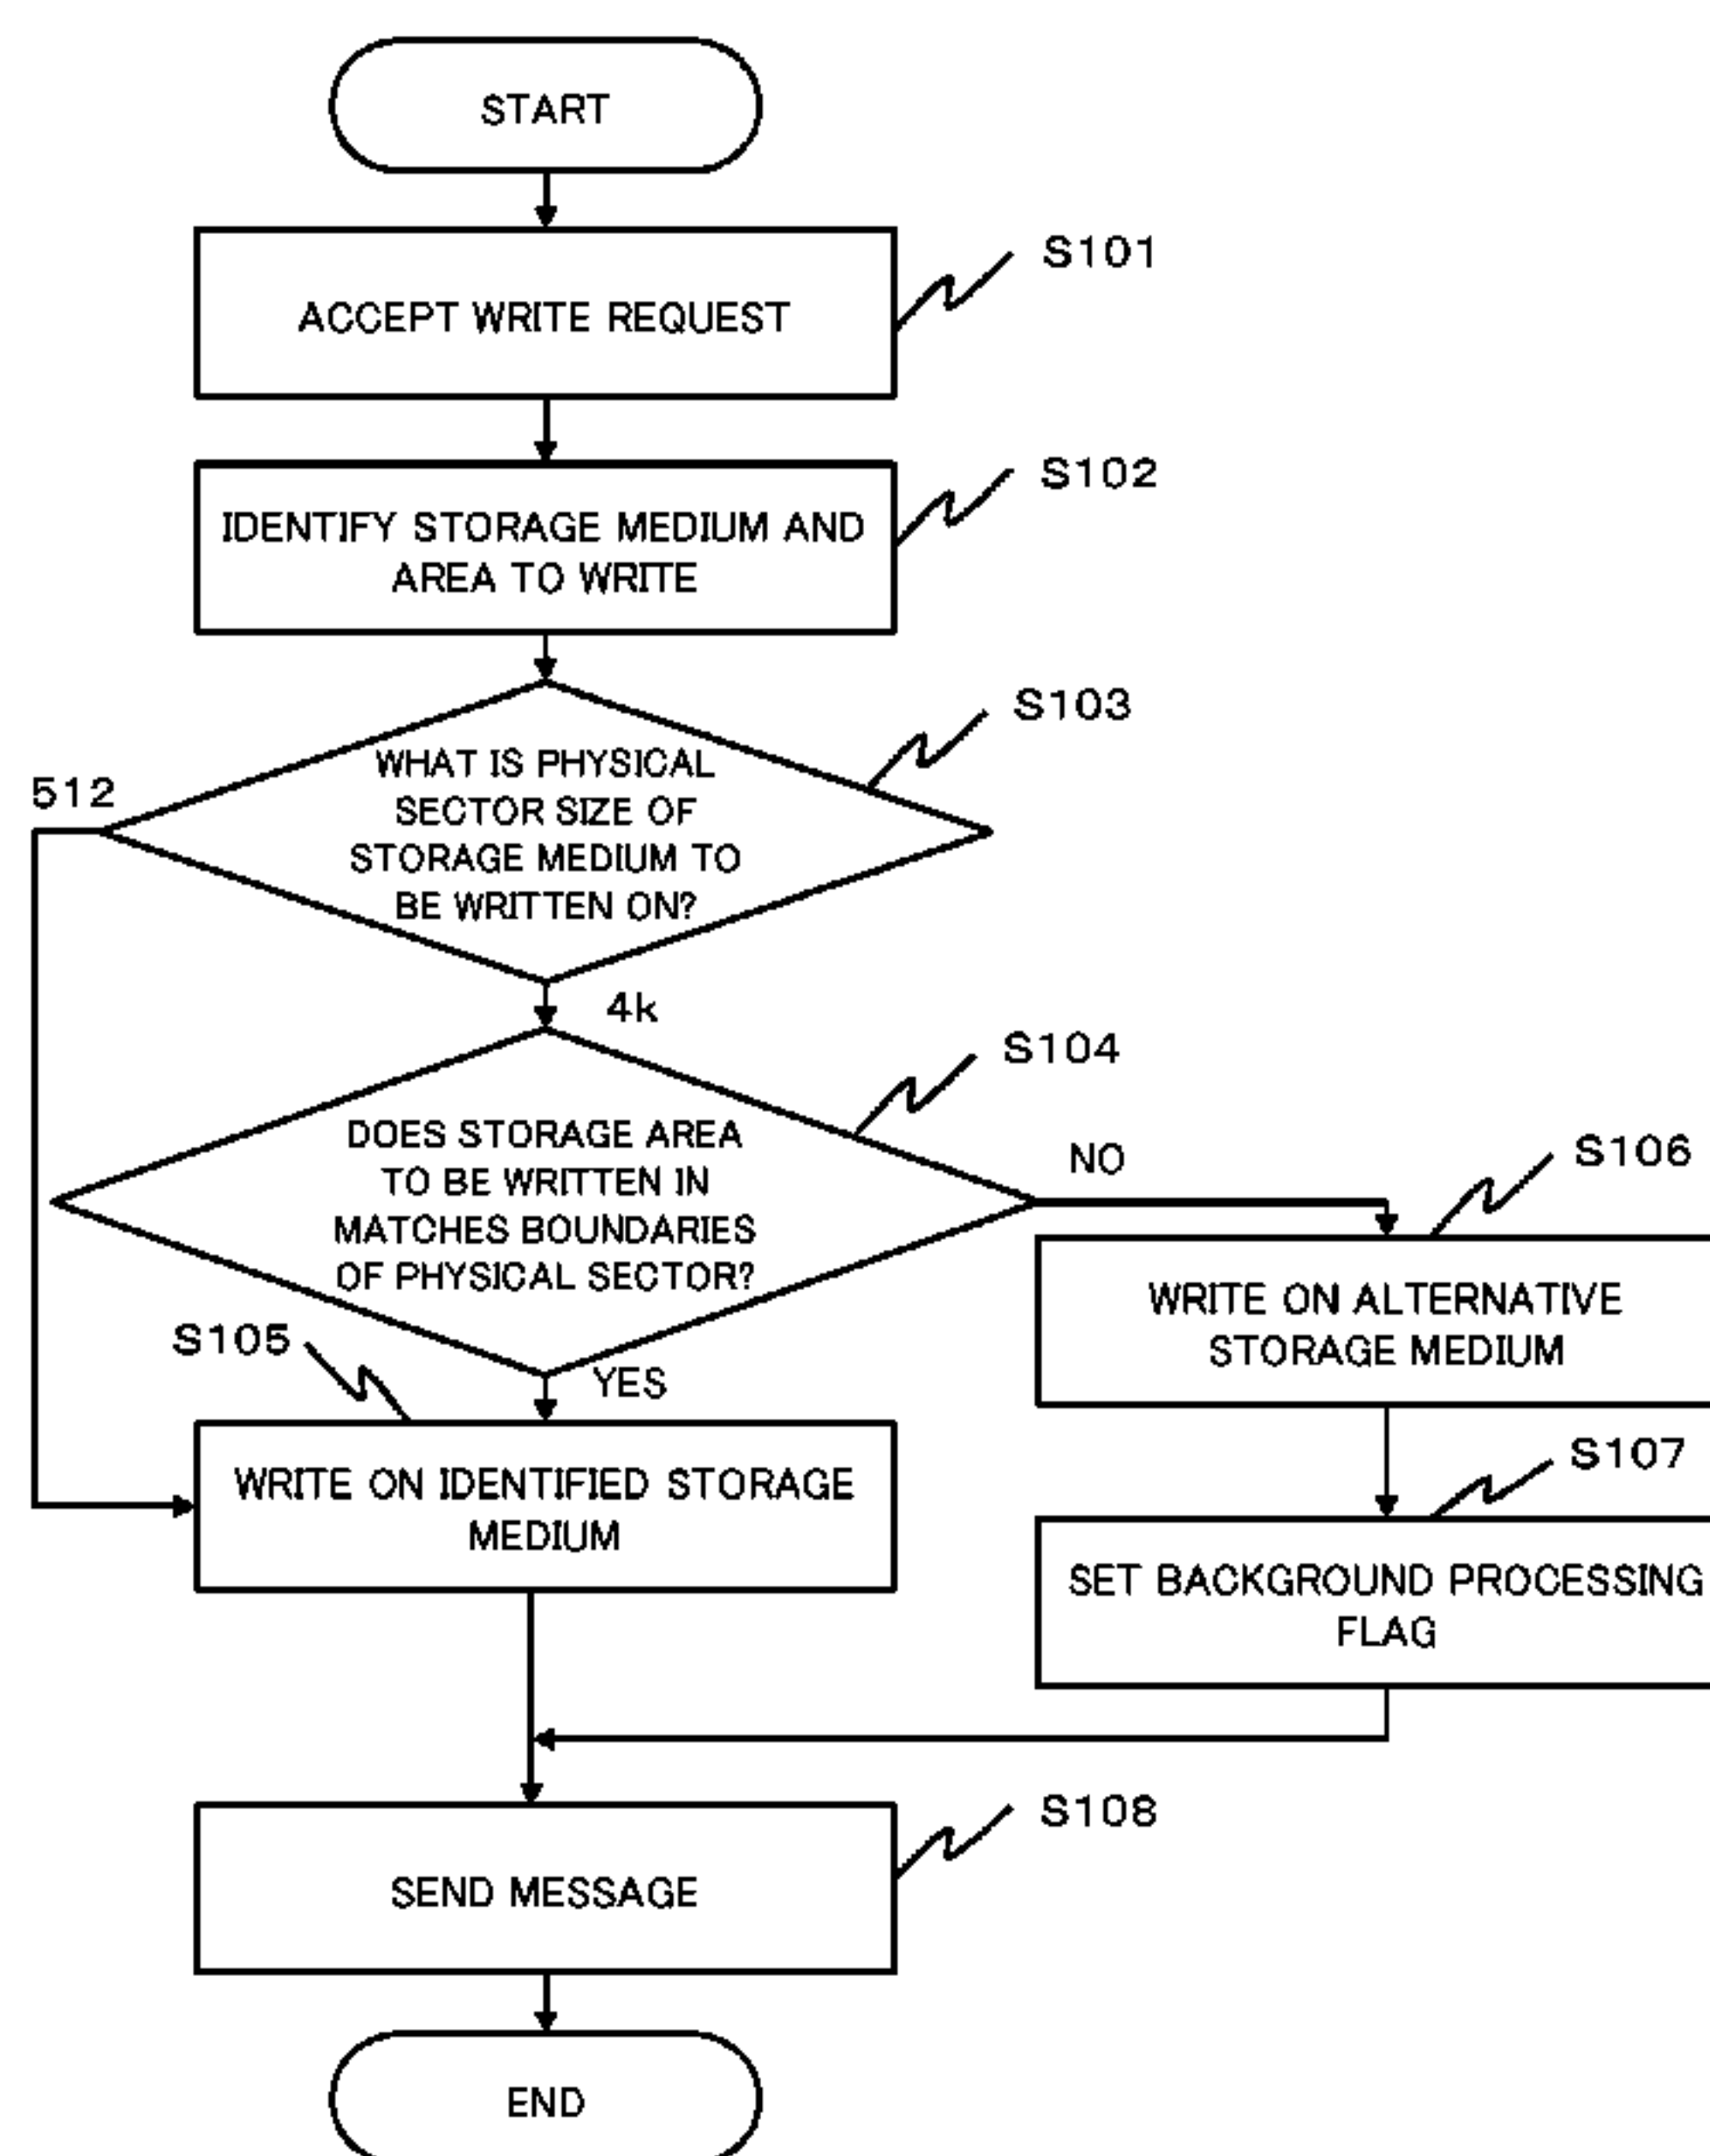 START
ACCEPT WRITE REQUEST
S101
IDENTIFY STORAGE MEDIUM AND
AREA TO WRITE
S102
WHAT IS PHYSICAL
SECTOR SIZE OF
STORAGE MEDIUM TO
BE WRITTEN ON?
S103
512
4k
DOES STORAGE AREA
TO BE WRITTEN IN
MATCHES BOUNDARIES
OF PHYSICAL SECTOR?
S104
NO
YES
S105
WRITE ON IDENTIFIED STORAGE
MEDIUM
S106
WRITE ON ALTERNATIVE
STORAGE MEDIUM
S107
SET BACKGROUND PROCESSING
FLAG
SEND MESSAGE
S108
END